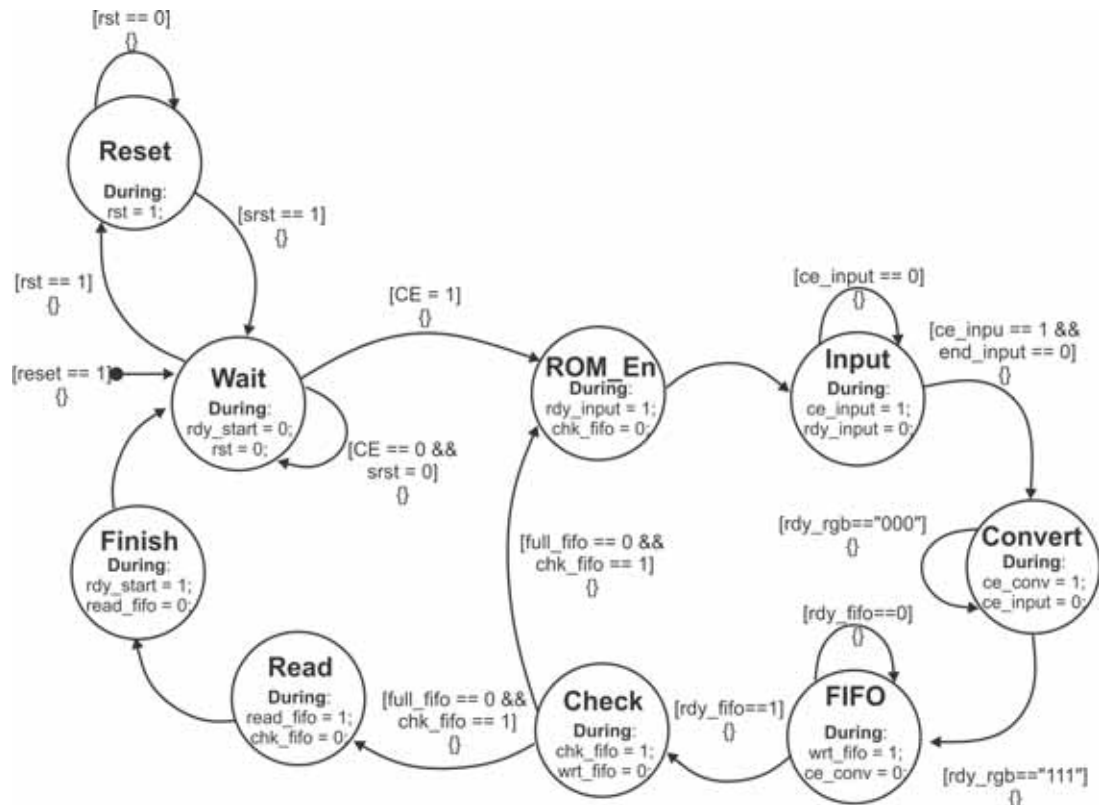 [rst == 0]
{}
Reset
During:
rst = 1;
[srst == 1]
{}
[rst == 1]
{}
[reset == 1]
{}
Wait
During:
rdy_start = 0;
rst = 0;
[CE == 0 &&
srst = 0]
{}
[CE = 1]
{}
ROM_En
During:
rdy_input = 1;
chk_fifo = 0;
[ce_input == 0]
{}
Input
During:
ce_input = 1;
rdy_input = 0;
[ce_inpu == 1 &&
end_input == 0]
{}
[rdy_rgb=="000"]
{}
Convert
During:
ce_conv = 1;
ce_input = 0;
[rdy_rgb=="111"]
{}
[rdy_fifo==0]
{}
FIFO
During:
wrt_fifo = 1;
ce_conv = 0;
[rdy_fifo==1]
{}
Check
During:
chk_fifo = 1;
wrt_fifo = 0;
[full_fifo == 0 &&
chk_fifo == 1]
{}
[full_fifo == 0 &&
chk_fifo == 1]
{}
Read
During:
read_fifo = 1;
chk_fifo = 0;
Finish
During:
rdy_start = 1;
read_fifo = 0;